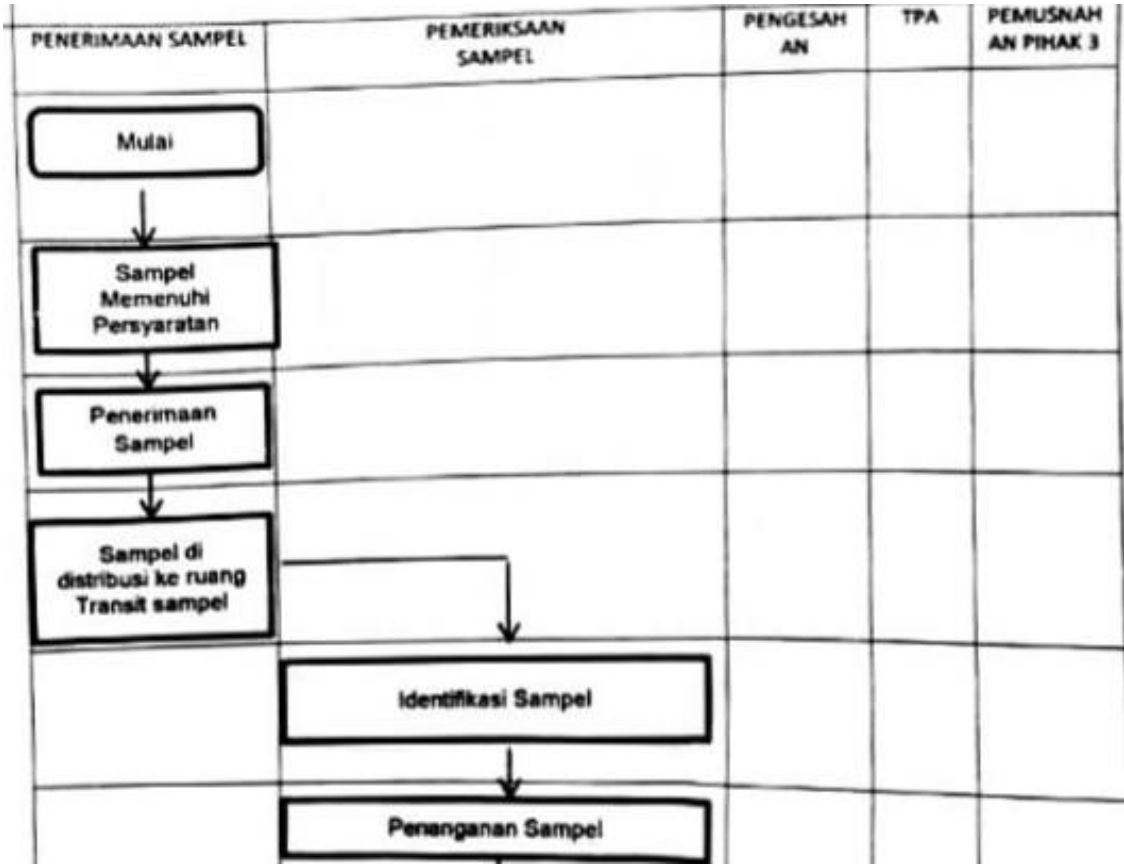 PENERIMAAN SAMPEL
PEMERIKSAAN
SAMPEL
PENGESAH
AN
TPA
PEMUSNAH
AN PIHAK 3
Mulai
Sampel
Memenuhi
Persyaratan
Penerimaan
Sampel
Sampel di
distribusi ke ruang
Transit sampel
Identifikasi Sampel
Penanganan Sampel